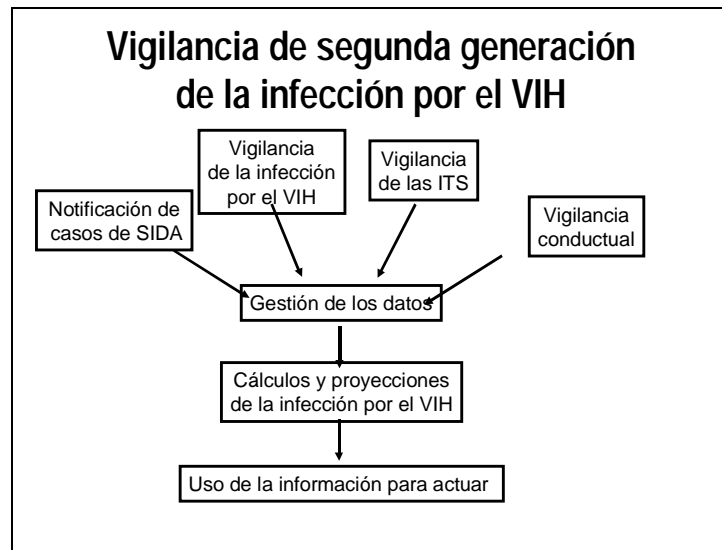 Vigilancia de segunda generación
de la infección por el VIH
Vigilancia
de la infección
por el VIH
Vigilancia
de las ITS
Notificación de
casos de SIDA
Vigilancia
conductual
Gestión de los datos
Cálculos y proyecciones
de la infección por el VIH
Uso de la información para actuar